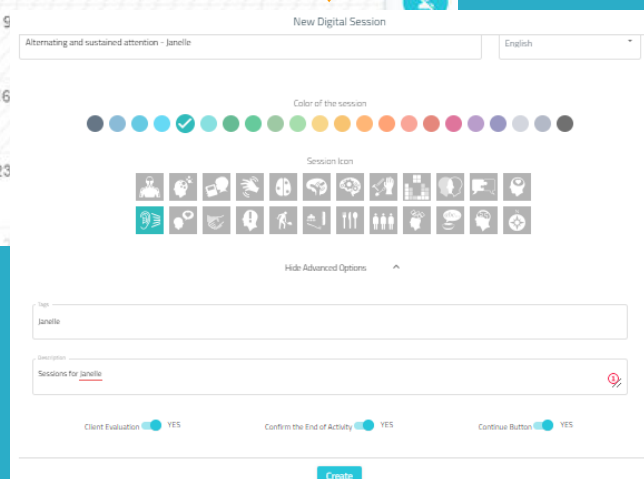 New Digital Session
Alternating and sustained attention - Janelle
English
Color of the session
Session Icon
Hide Advanced Options
Tags
Janelle
Description
Sessions for Janelle
Client Evaluation YES
Confirm the End of Activity YES
Continue Button YES
Create